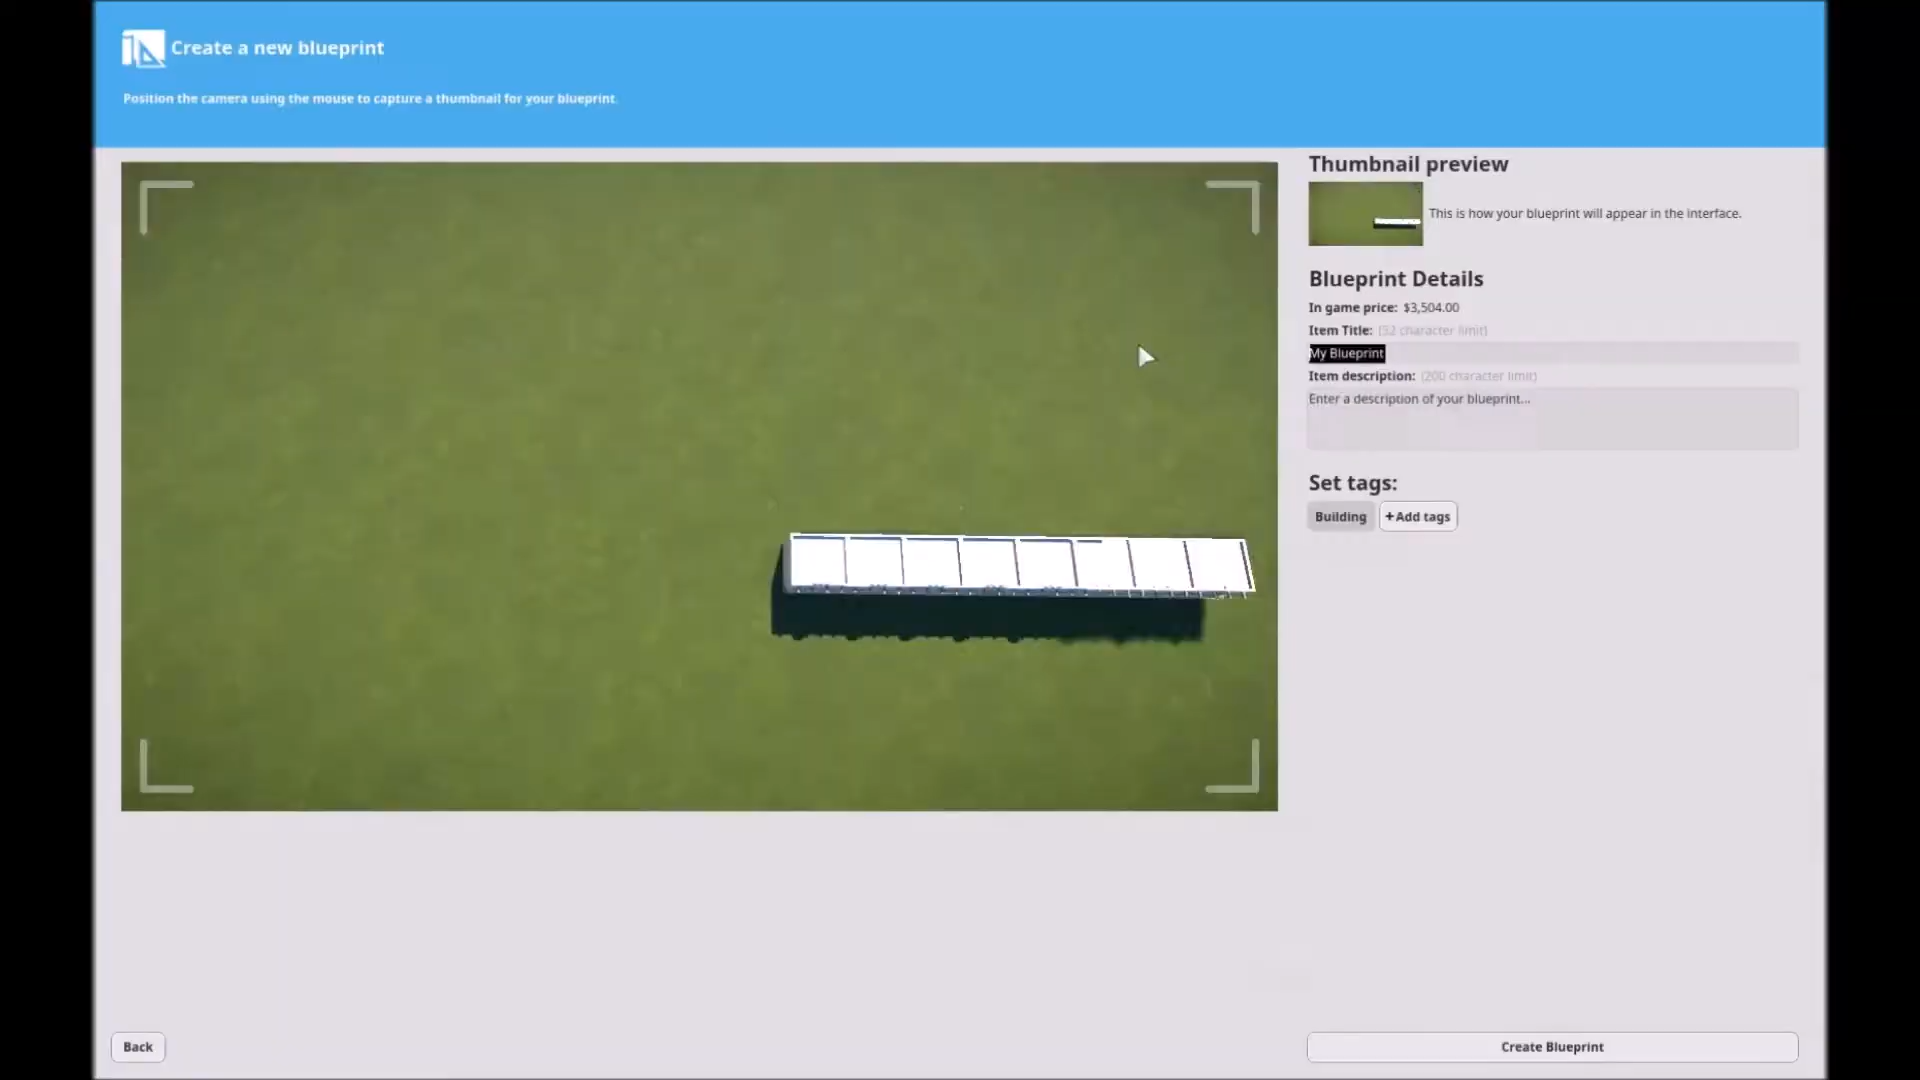 Create a new blueprint
Position the camera using the mouse to capture a thumbnail for your blueprint.
Thumbnail preview
This is how your blueprint will appear in the interface.
Blueprint Details
In game price: $3,504.00
Item Title: (32 character limit)
My Blueprint
Item description: (200 character limit)
Enter a description of your blueprint...
Set tags:
Building +Add tags
Back
Create Blueprint